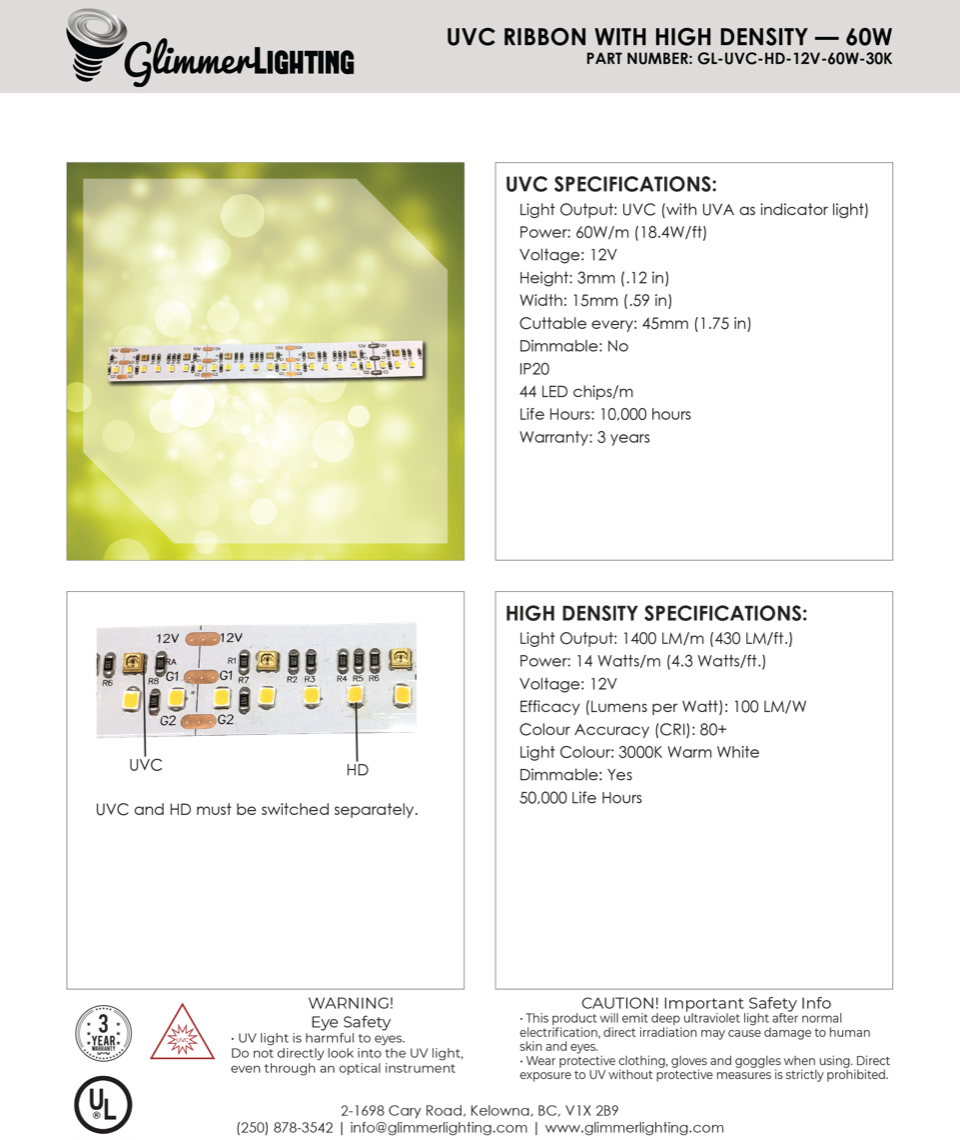 GlimmerLIGHTING
UVC RIBBON WITH HIGH DENSITY — 60W
PART NUMBER: GL-UVC-HD-12V-60W-30K
UVC SPECIFICATIONS:
Light Output: UVC (with UVA as indicator light)
Power: 60W/m (18.4W/ft)
Voltage: 12V
Height: 3mm (.12 in)
Width: 15mm (.59 in)
Cuttable every: 45mm (1.75 in)
Dimmable: No
IP20
44 LED chips/m
Life Hours: 10,000 hours
Warranty: 3 years
12V 12V
RA R1
G1 G1
R6 R8 R7 R2 R3 R4 R5 R6
G2 G2
UVC HD
UVC and HD must be switched separately.
HIGH DENSITY SPECIFICATIONS:
Light Output: 1400 LM/m (430 LM/ft.)
Power: 14 Watts/m (4.3 Watts/ft.)
Voltage: 12V
Efficacy (Lumens per Watt): 100 LM/W
Colour Accuracy (CRI): 80+
Light Colour: 3000K Warm White
Dimmable: Yes
50,000 Life Hours
3
YEAR
WARRANTY
UVC
UL
®
WARNING!
Eye Safety
· UV light is harmful to eyes.
Do not directly look into the UV light,
even through an optical instrument
CAUTION! Important Safety Info
· This product will emit deep ultraviolet light after normal
electrification, direct irradiation may cause damage to human
skin and eyes.
· Wear protective clothing, gloves and goggles when using. Direct
exposure to UV without protective measures is strictly prohibited.
2-1698 Cary Road, Kelowna, BC, V1X 2B9
(250) 878-3542 | info@glimmerlighting.com | www.glimmerlighting.com